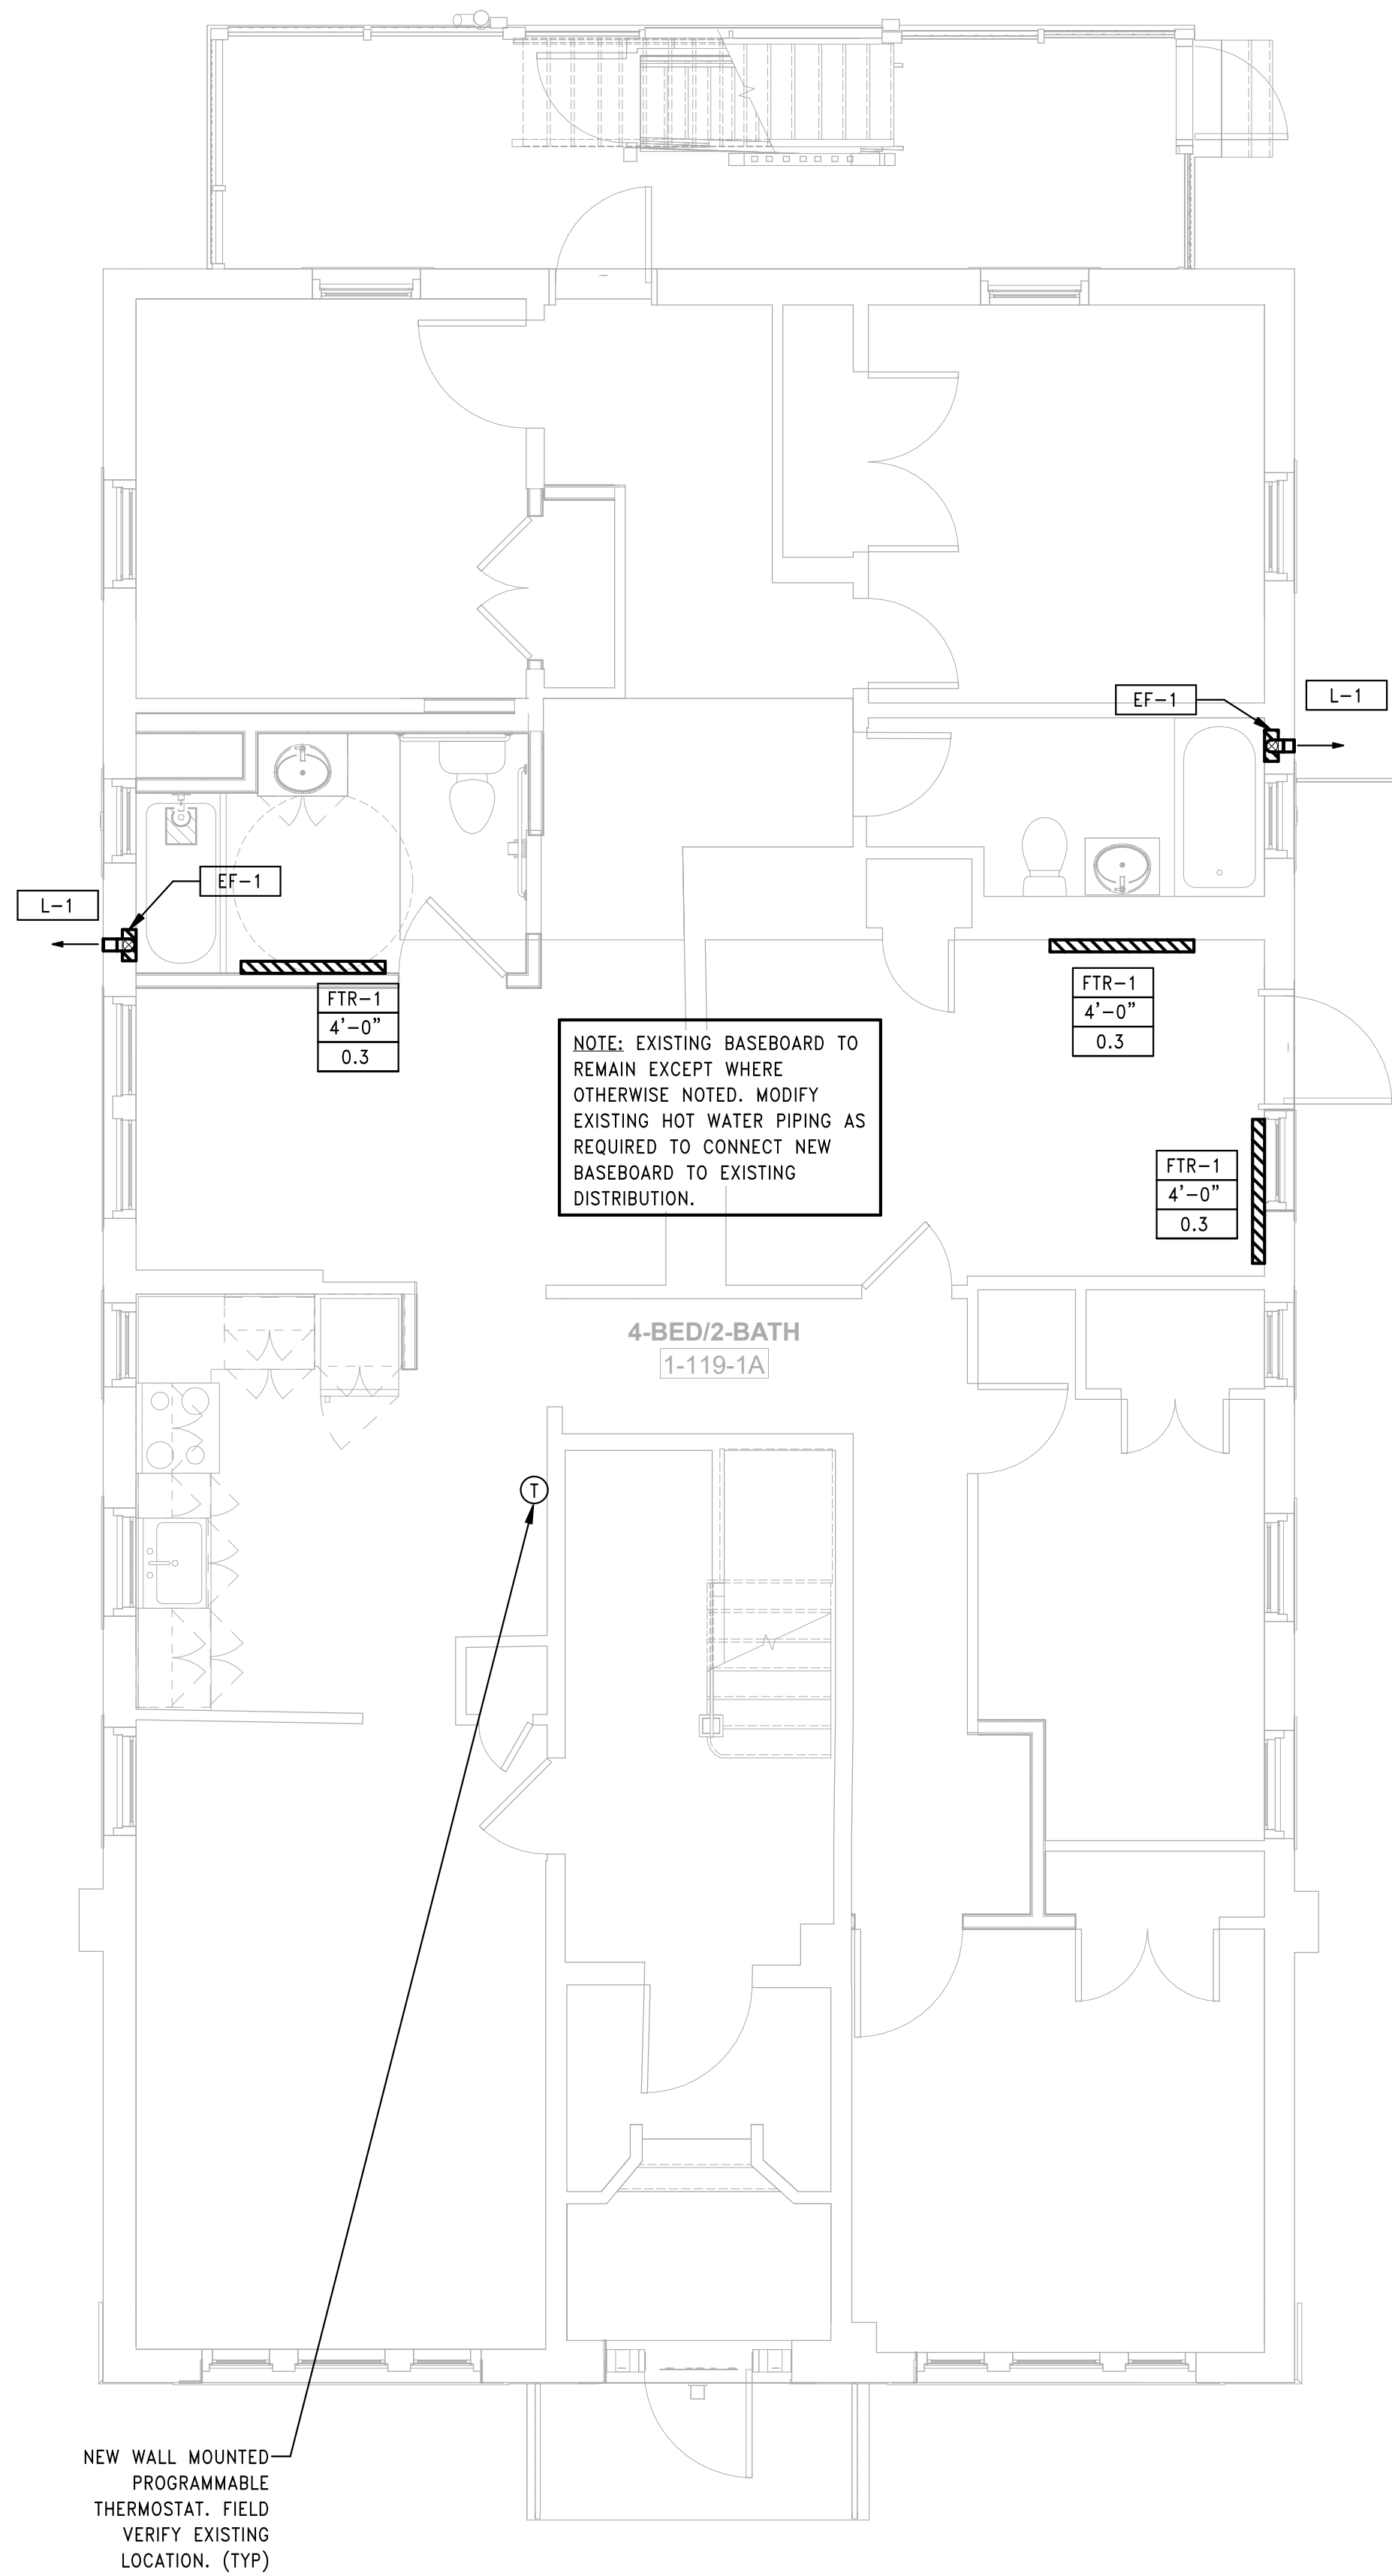 EF-1
L-1
EF-1
L-1
FTR-1
4'-0"
0.3
FTR-1
4'-0"
0.3
NOTE: EXISTING BASEBOARD TO
REMAIN EXCEPT WHERE
OTHERWISE NOTED. MODIFY
EXISTING HOT WATER PIPING AS
REQUIRED TO CONNECT NEW
BASEBOARD TO EXISTING
DISTRIBUTION.
FTR-1
4'-0"
0.3
4-BED/2-BATH
1-119-1A
T
NEW WALL MOUNTED
PROGRAMMABLE
THERMOSTAT. FIELD
VERIFY EXISTING
LOCATION. (TYP)